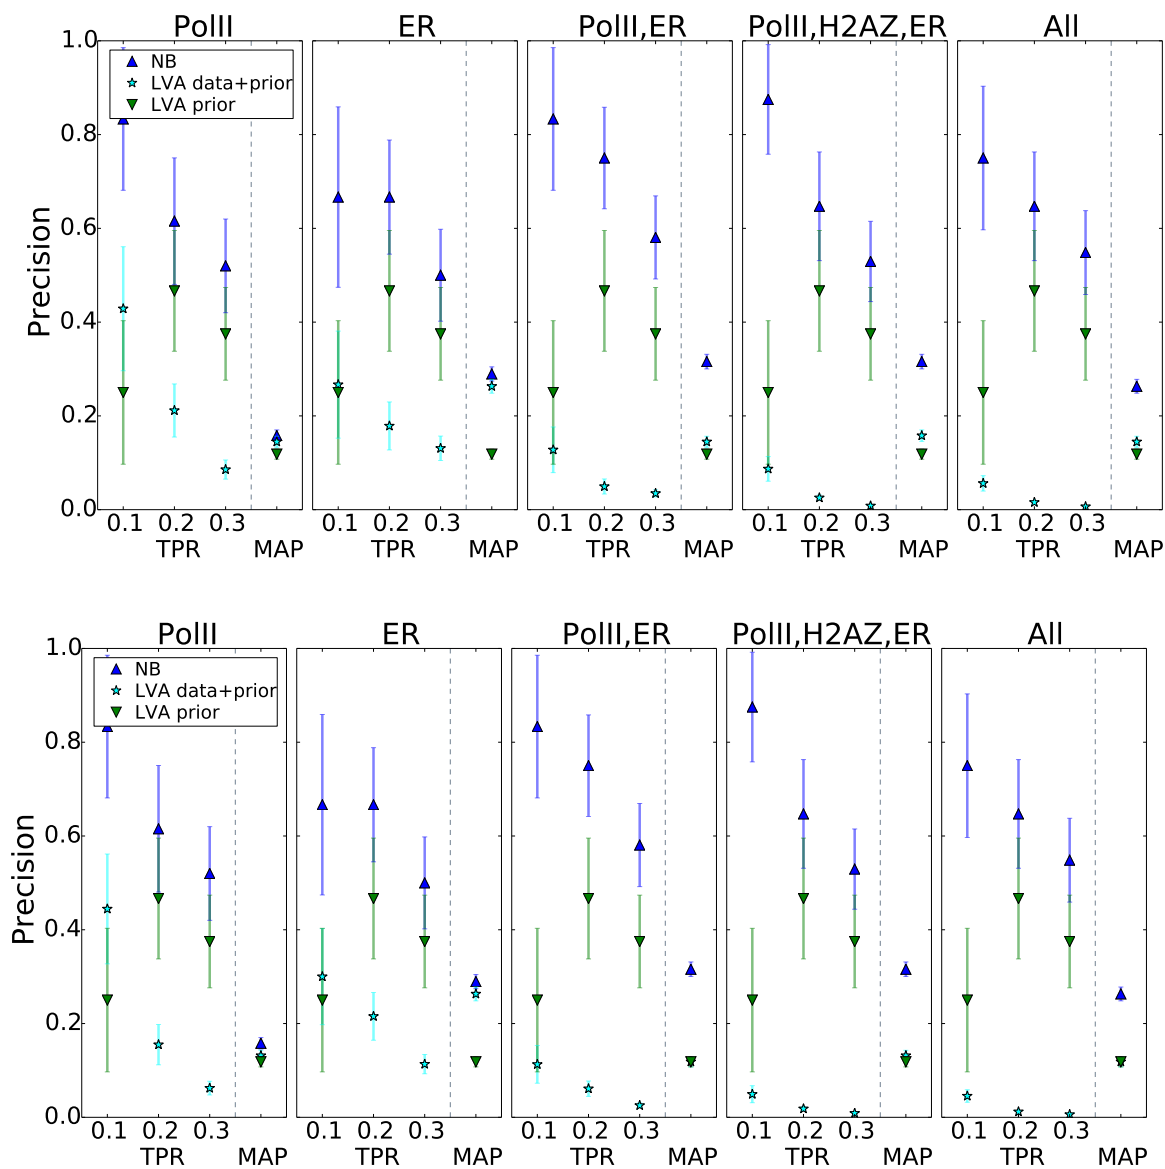 PolII ER PolII,ER PolII,H2AZ,ER All
1.0
NB
LVA data+prior
LVA prior
0.8
0.6
0.4
0.2
0.0
Precision
0.1 0.2 0.3 0.1 0.2 0.3 0.1 0.2 0.3 0.1 0.2 0.3 0.1 0.2 0.3
TPR MAP TPR MAP TPR MAP TPR MAP TPR MAP
PolII ER PolII,ER PolII,H2AZ,ER All
1.0
NB
LVA data+prior
LVA prior
0.8
0.6
0.4
0.2
0.0
Precision
0.1 0.2 0.3 0.1 0.2 0.3 0.1 0.2 0.3 0.1 0.2 0.3 0.1 0.2 0.3
TPR MAP TPR MAP TPR MAP TPR MAP TPR MAP